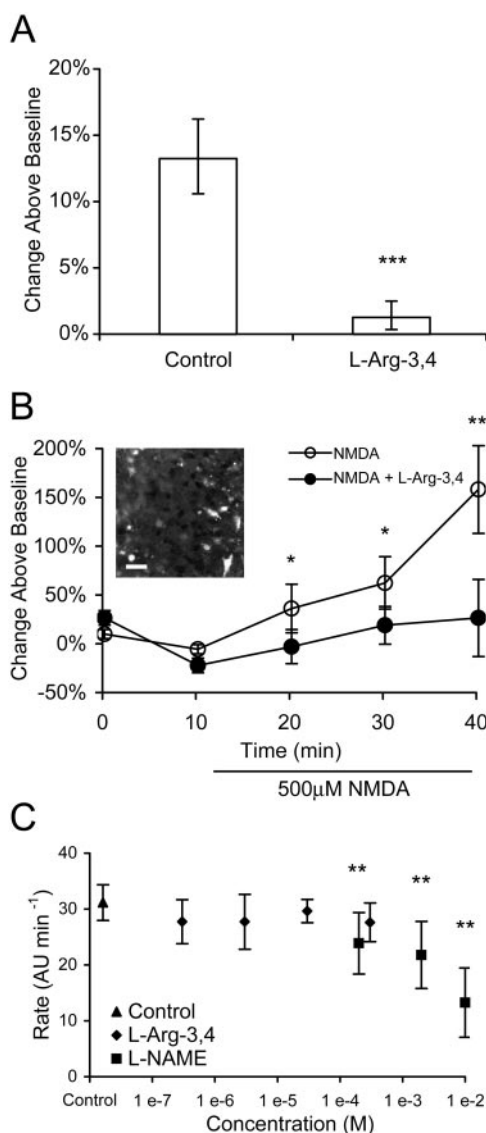 A
20%
15%
10%
5%
0%
Change Above Baseline
***
Control
L-Arg-3,4
B
200%
150%
100%
50%
0%
-50%
Change Above Baseline
NMDA
NMDA + L-Arg-3,4
*
*
**
0 10 20 30 40
Time (min)
500µM NMDA
C
40
30
20
10
0
Rate (AU min -1)
**
**
**
Control
L-Arg-3,4
L-NAME
Control 1 e-7 1 e-6 1 e-5 1 e-4 1 e-3 1 e-2
Concentration (M)